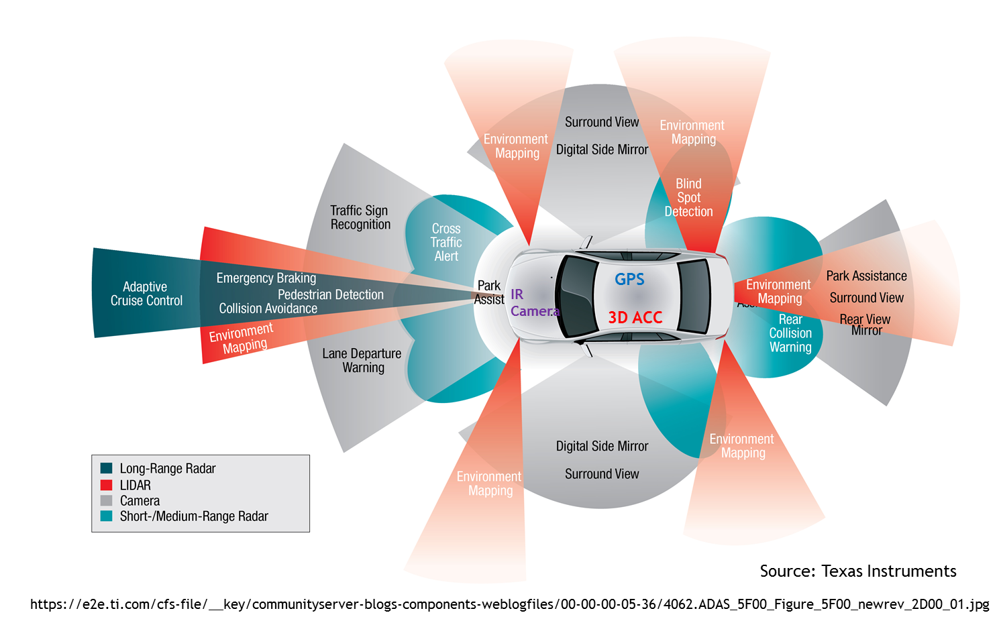 Surround View
Digital Side Mirror
Environment
Mapping
Environment
Mapping
Blind
Spot
Detection
Traffic Sign
Recognition
Cross
Traffic
Alert
Adaptive
Cruise Control
Emergency Braking
Pedestrian Detection
Collision Avoidance
Environment
Mapping
Lane Departure
Warning
Park
Assist
IR
Camera
GPS
3D ACC
Environment
Mapping
Park Assistance
Surround View
Rear View
Mirror
Rear
Collision
Warning
Environment
Mapping
Digital Side Mirror
Surround View
Environment
Mapping
Long-Range Radar
LIDAR
Camera
Short-/Medium-Range Radar
Source: Texas Instruments
https://e2e.ti.com/cfs-file/__key/communityserver-blogs-components-weblogfiles/00-00-00-05-36/4062.ADAS_5F00_Figure_5F00_newrev_2D00_01.jpg